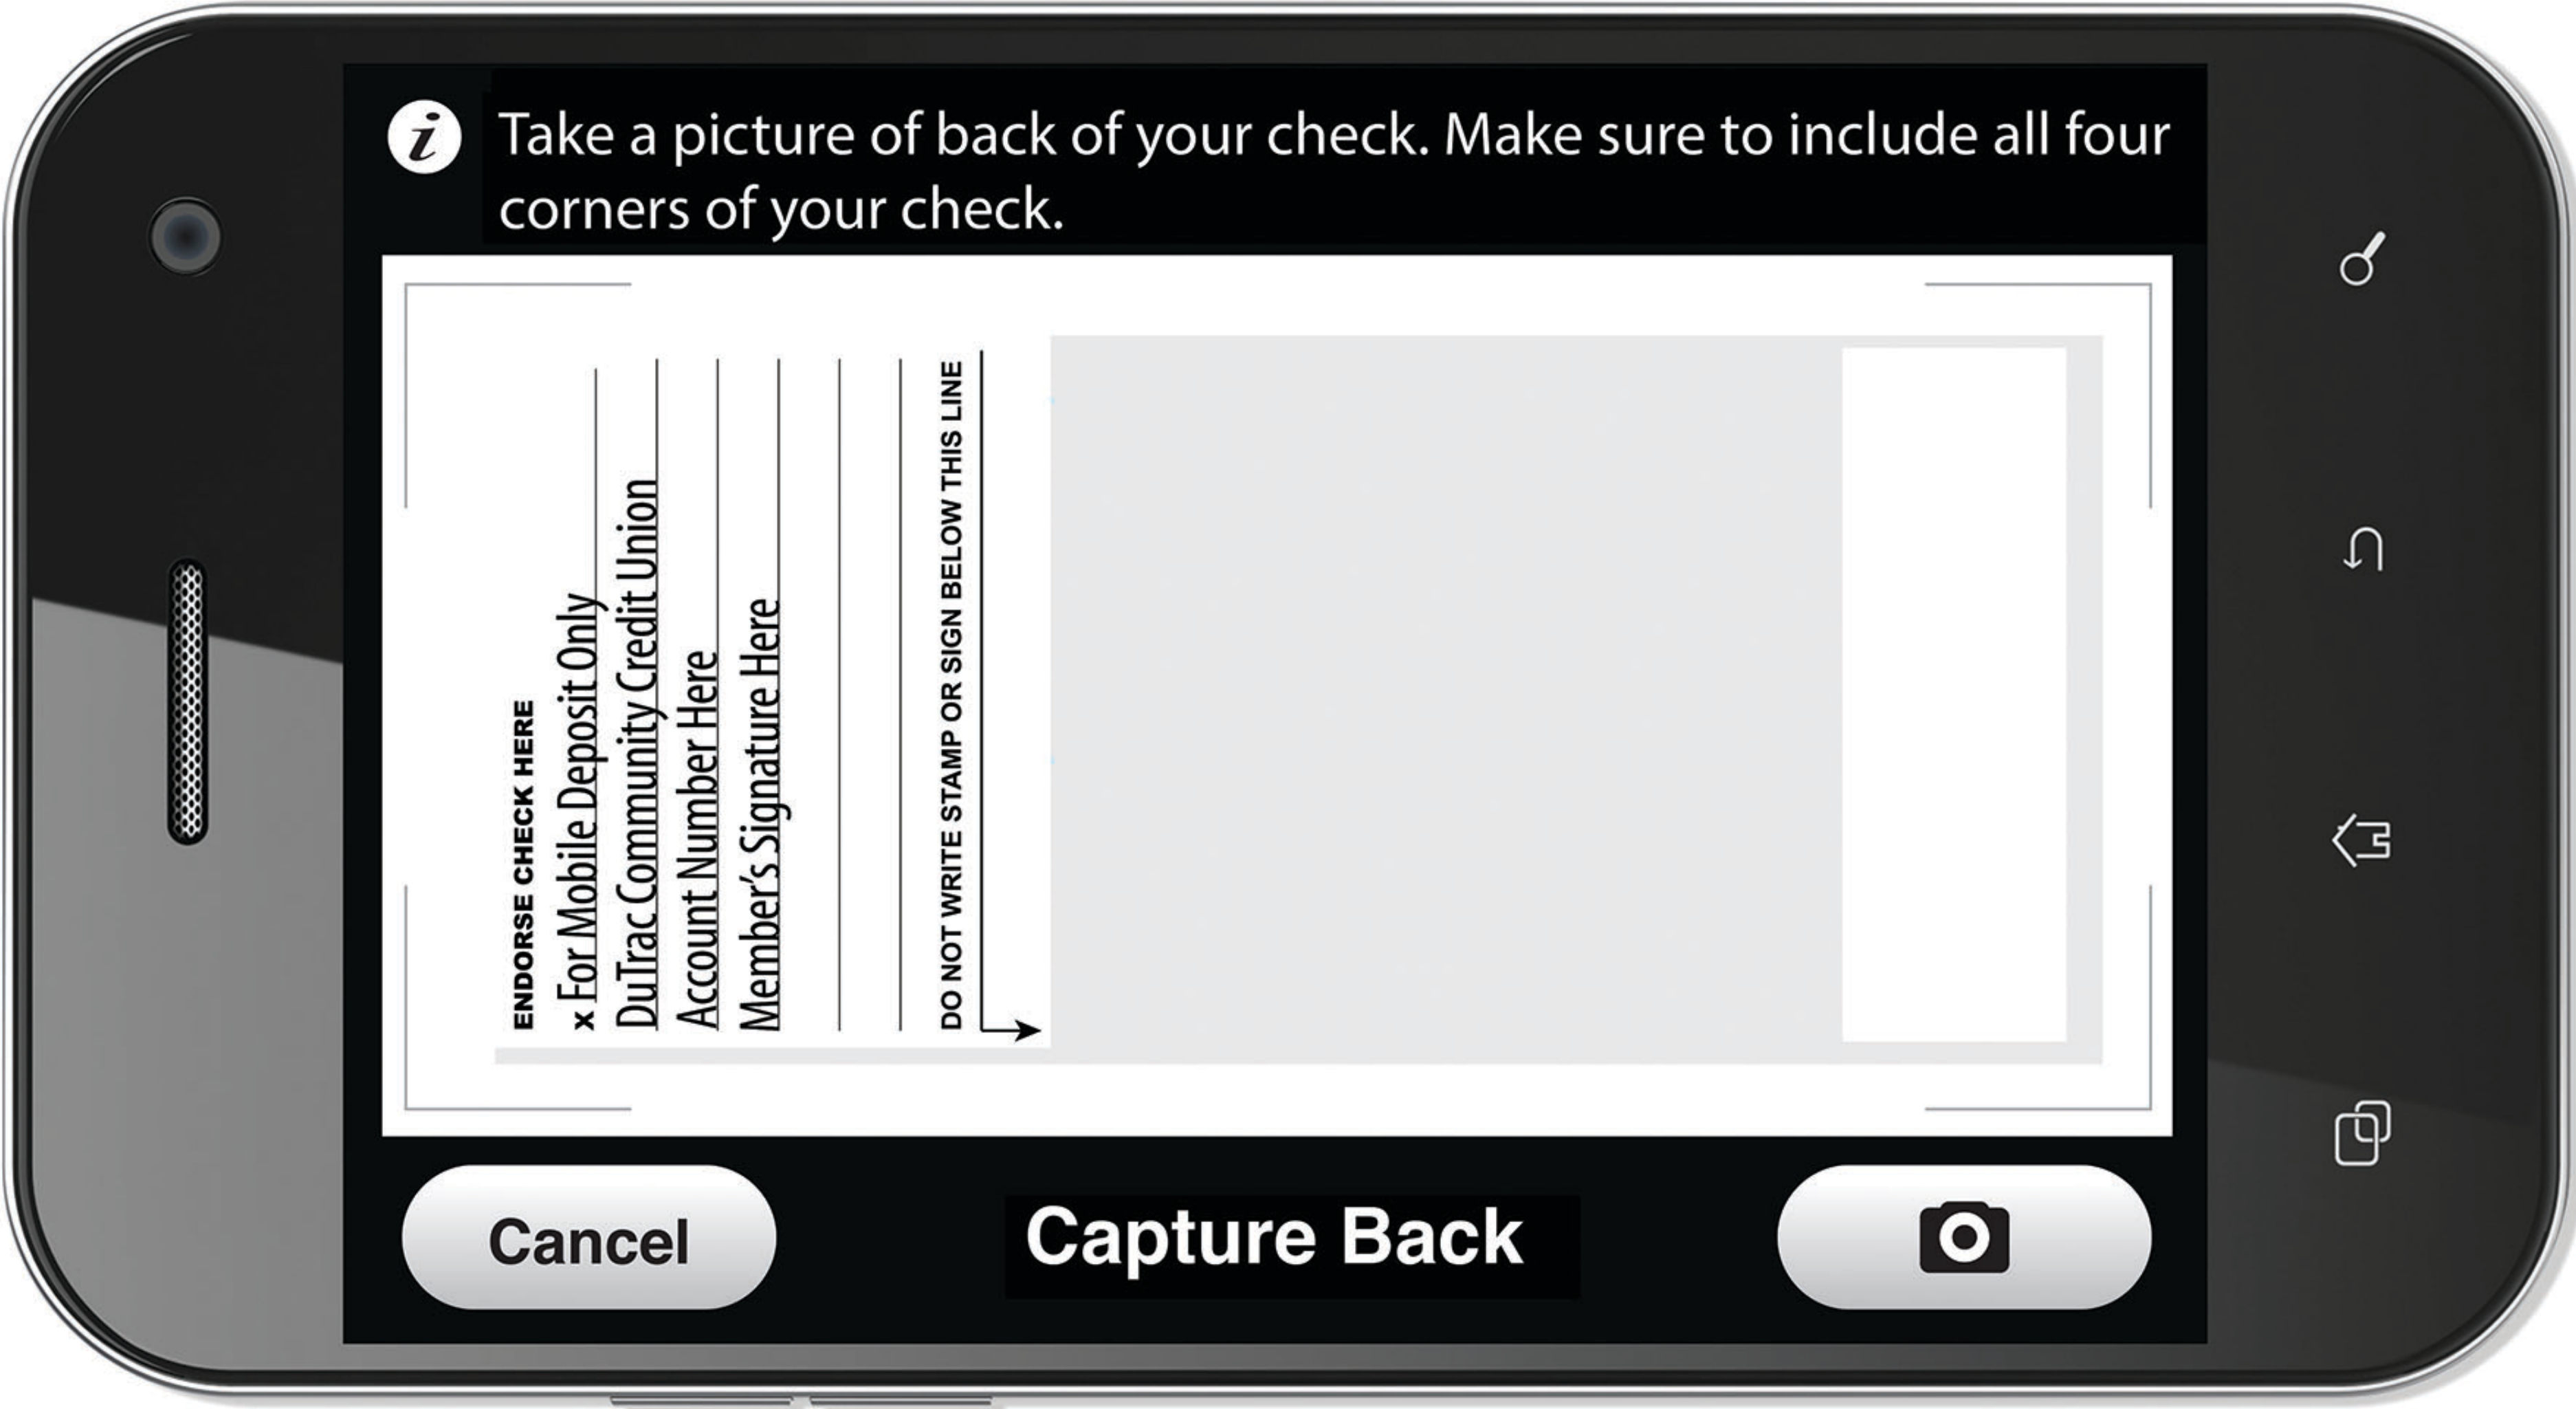 i
Take a picture of back of your check. Make sure to include all four
corners of your check.
ENDORSE CHECK HERE
x For Mobile Deposit Only
DuTrac Community Credit Union
Account Number Here
Member's Signature Here
DO NOT WRITE STAMP OR SIGN BELOW THIS LINE
Cancel
Capture Back